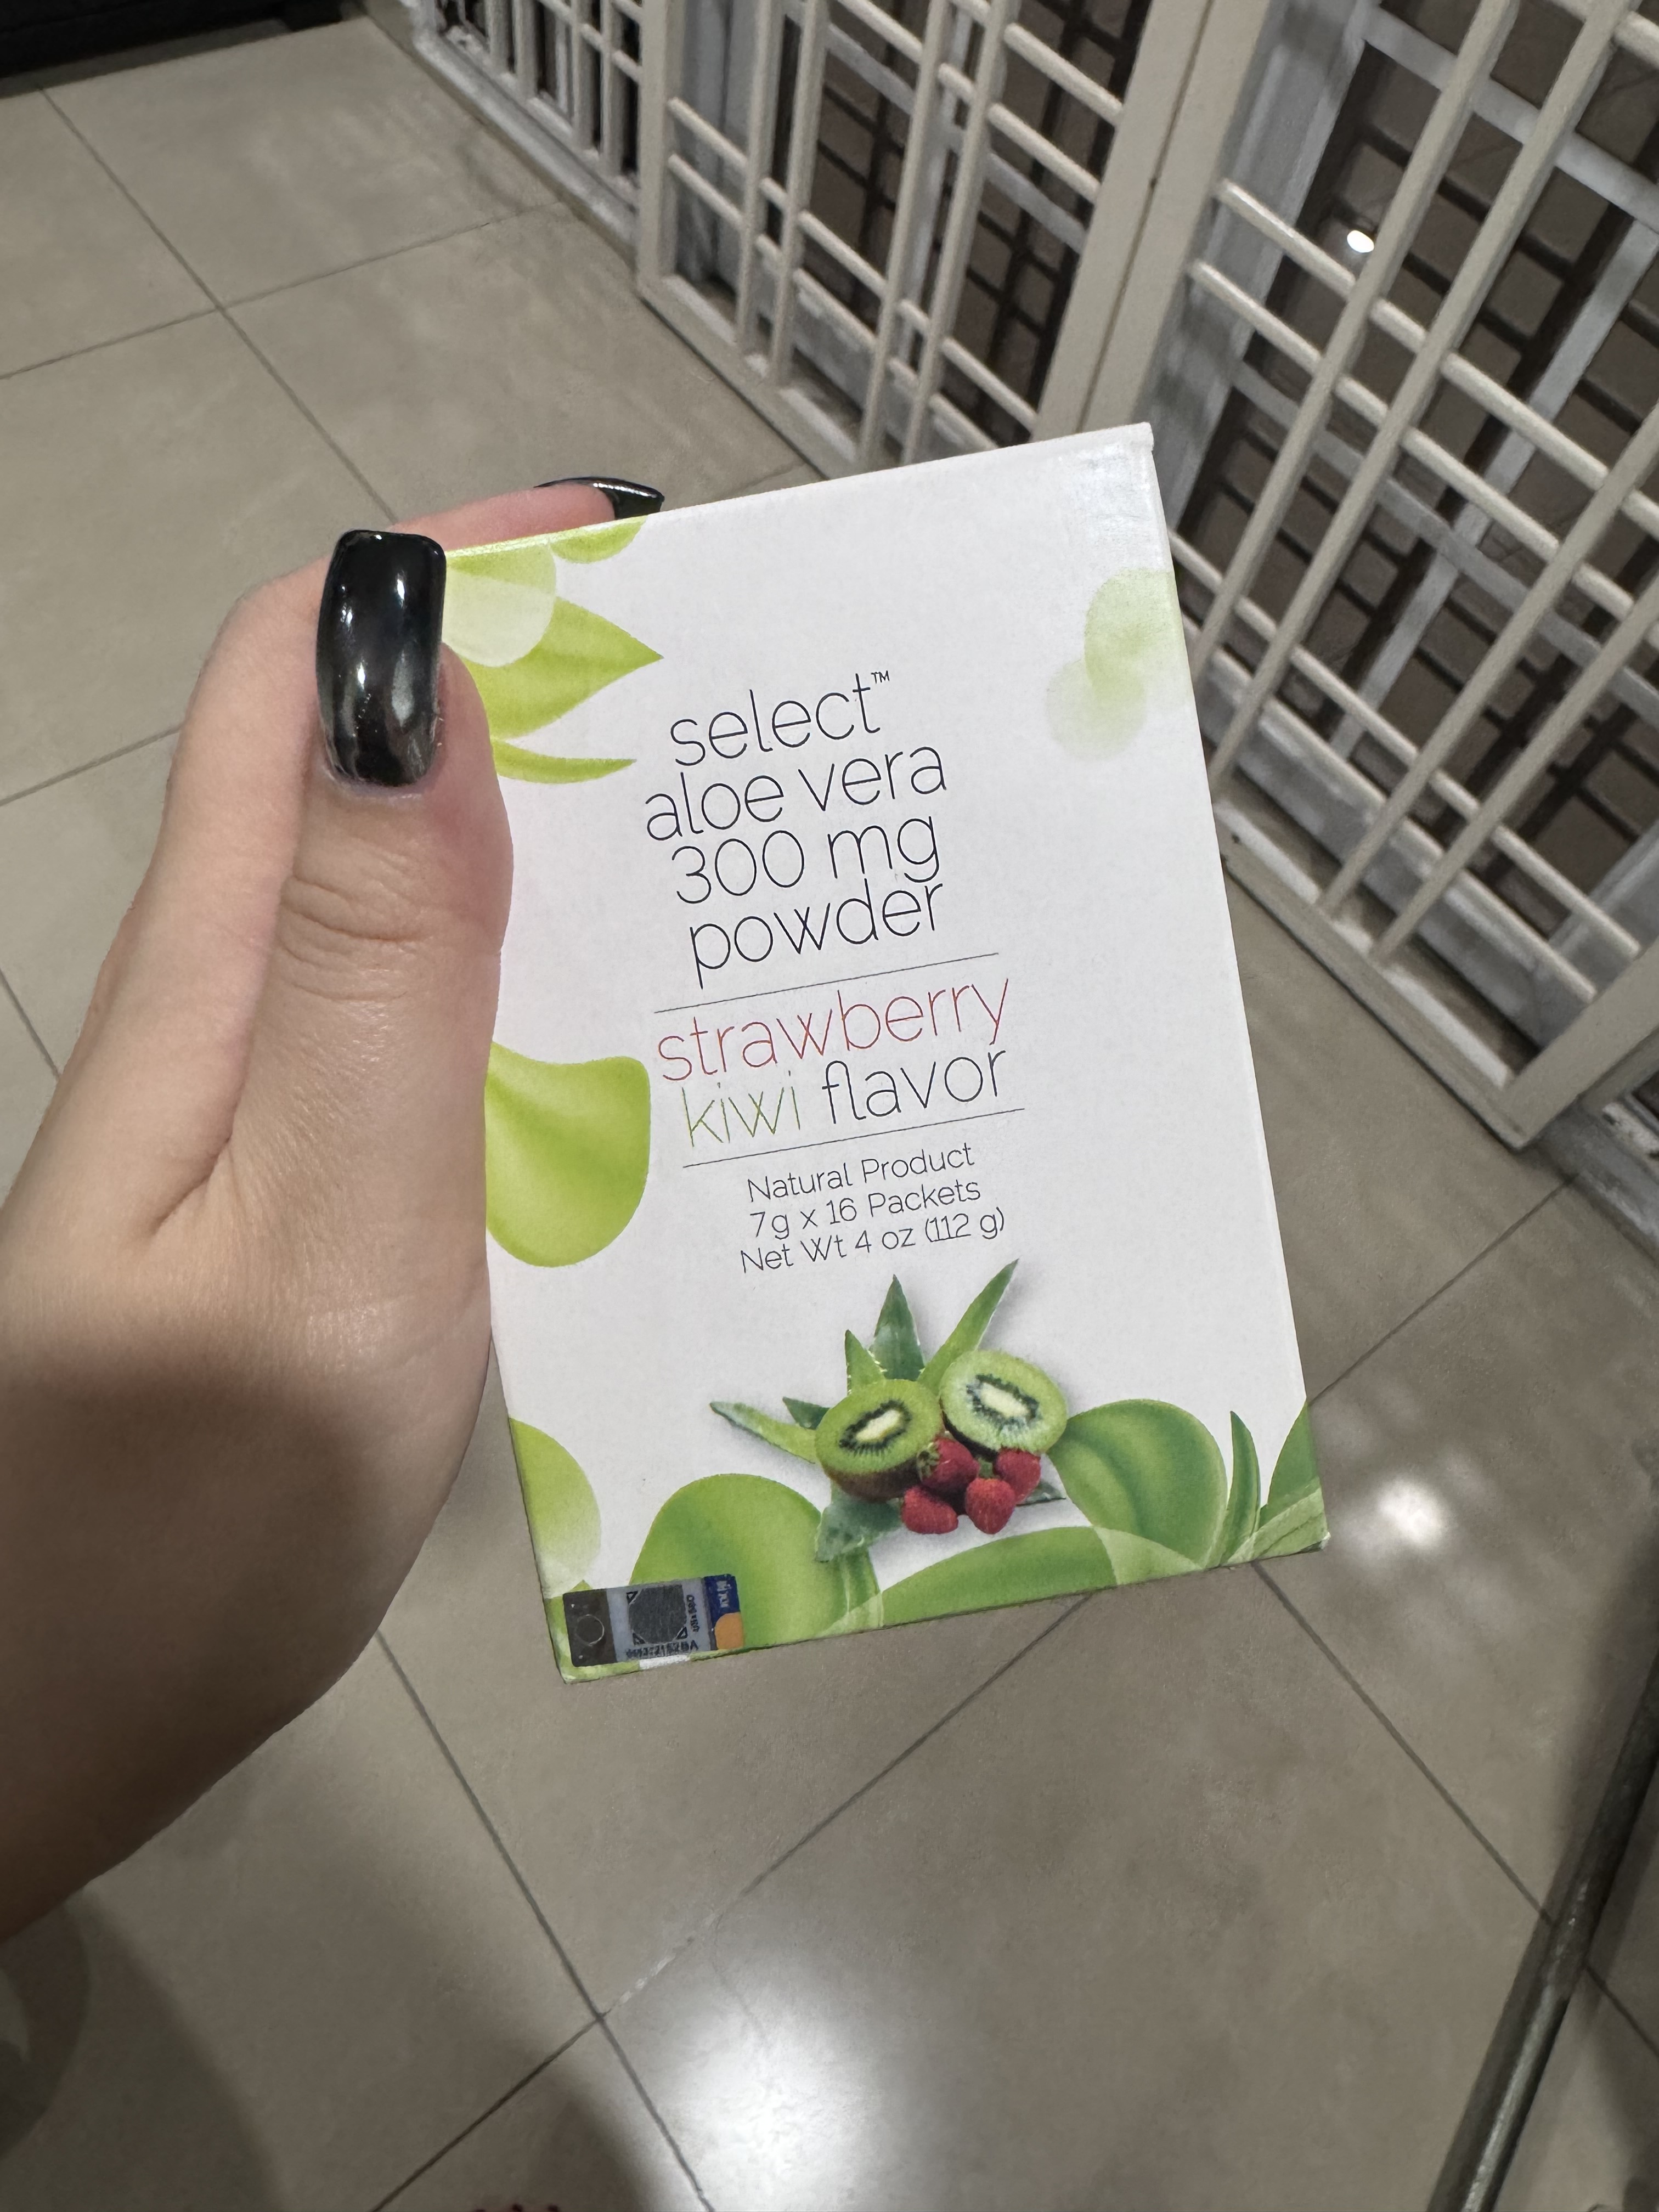 select™
aloe vera
300 mg
powder
strawberry
kiwi flavor
Natural Product
7g x 16 Packets
Net Wt 4 oz (112 g)